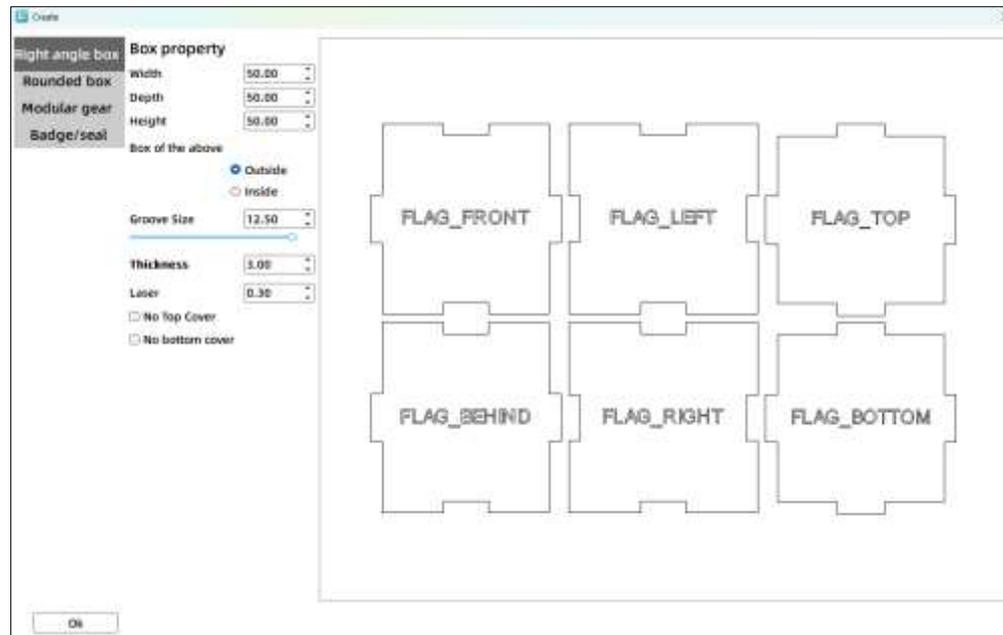 Create
Right angle box
Rounded box
Modular gear
Badge/seal
Box property
Width 50.00
Depth 50.00
Height 50.00
Box of the above
Outside
Inside
Groove Size 12.50
Thickness 3.00
Laser 0.30
No Top Cover
No bottom cover
FLAG_FRONT FLAG_LEFT FLAG_TOP
FLAG_BEHIND FLAG_RIGHT FLAG_BOTTOM
Ok